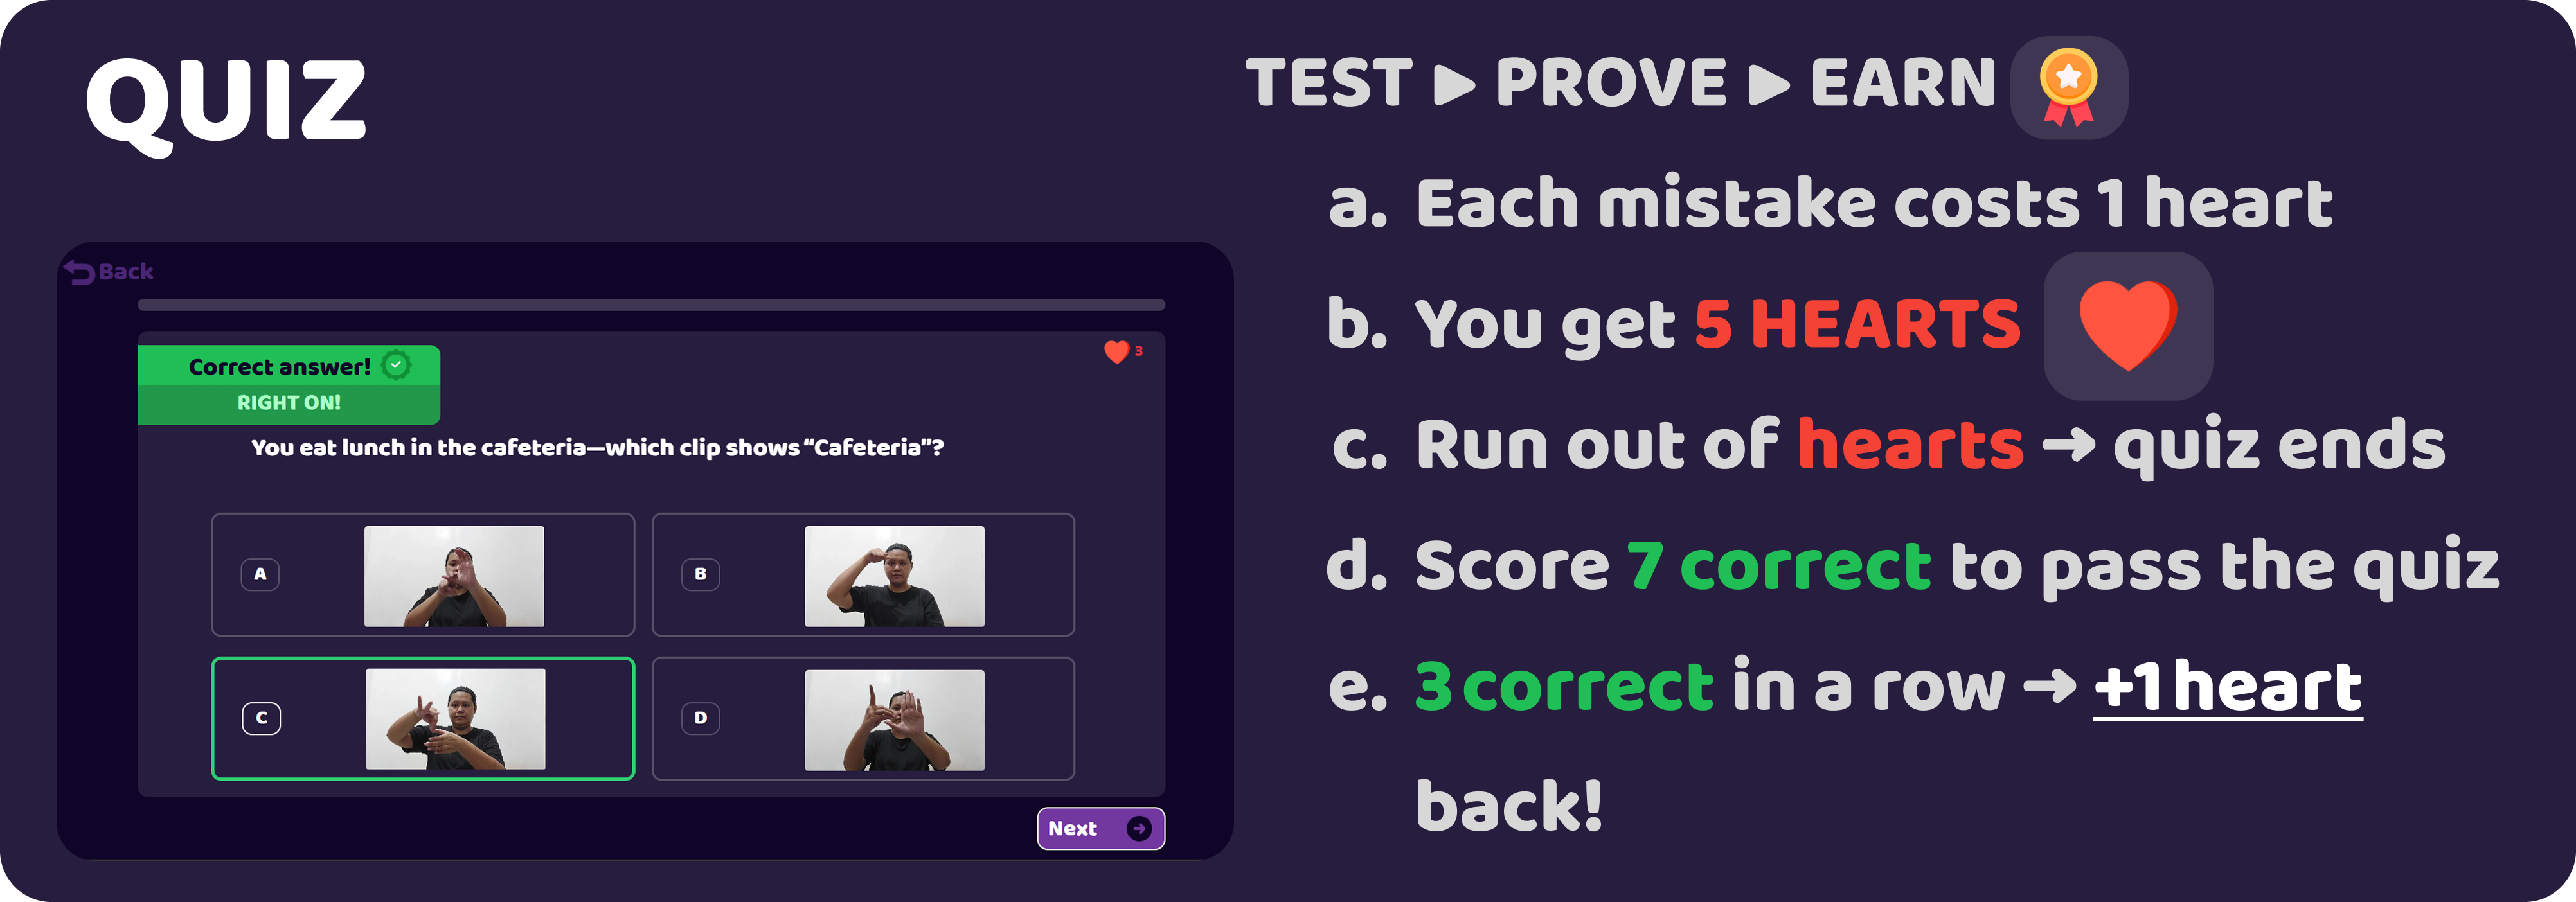 QUIZ
Back
Correct answer!
RIGHT ON!
3
You eat lunch in the cafeteria—which clip shows “Cafeteria”?
A
B
C
D
Next
TEST ▶ PROVE ▶ EARN
a. Each mistake costs 1 heart
b. You get 5 HEARTS
c. Run out of hearts → quiz ends
d. Score 7 correct to pass the quiz
e. 3 correct in a row → +1 heart
back!